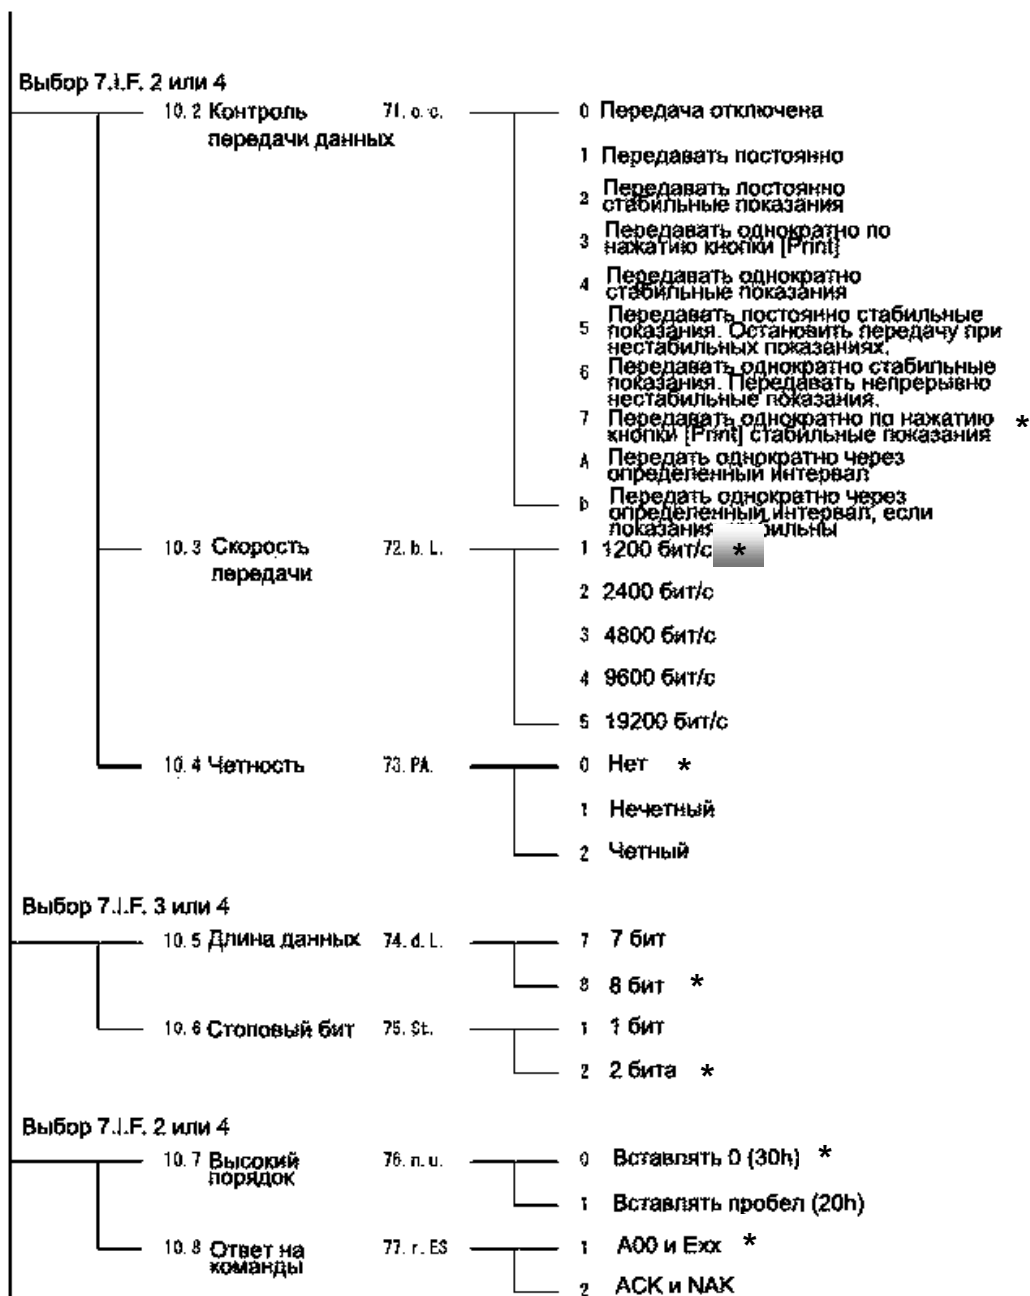 Выбор 7.I.F. 2 или 4
10. 2 Контроль передачи данных
71. o. c.
0 Передача отключена
1 Передавать постоянно
2 Передавать постоянно
стабильные показания
3 Передавать однократно по
нажатию кнопки [Print]
4 Передавать однократно
стабильные показания
5 Передавать постоянно стабильные
показания. Остановить передачу при
нестабильных показаниях.
6 Передавать однократно стабильные
показания. Передавать непрерывно
нестабильные показания.
7 Передавать однократно по нажатию *
кнопки [Print] стабильные показания
A Передать однократно через
определенный интервал
b Передать однократно через
определенный интервал, если
показания
10. 3 Скорость
передачи
72. b. L.
1 1200 бит/с *
2 2400 бит/с
3 4800 бит/с
4 9600 бит/с
5 19200 бит/с
10. 4 Четность 73. PA. 0 Нет *
1 Нечетный
2 Четный
Выбор 7.I.F. 3 или 4
10. 5 Длина данных 74. d. L. 7 7 бит
8 8 бит *
10. 6 Стоповый бит 75. St. 1 1 бит
2 2 бита *
Выбор 7.I.F. 2 или 4
10. 7 Высокий
порядок
76. n. u.
0 Вставлять 0 (30h) *
1 Вставлять пробел (20h)
10. 8 Ответ на
команды
77. r. ES
1 A00 и Exx *
2 ACK и NAK